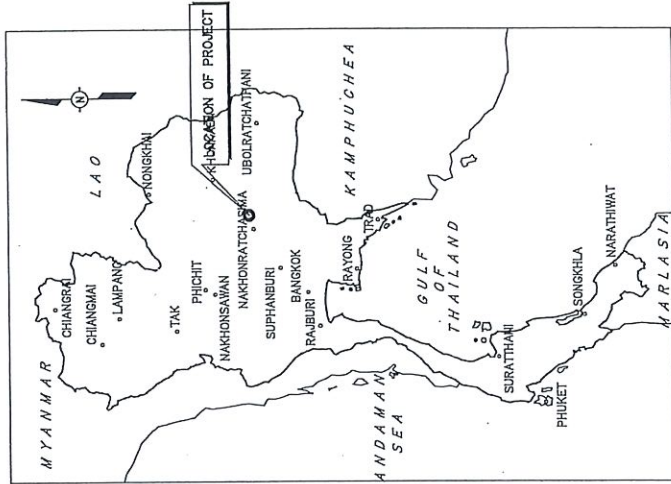 MYANMAR
LAO
CHIANGRAI
CHIANGMAI
LAMPANG
NONGKHAI
LOCATION OF PROJECT
TAK
PHICHIT
NAKHONSAWAN
NAKHONRATCHASIMA
UBOLRATCHATHANI
SUPHANBURI
BANGKOK
RAJBURI
RAYONG
TRAD
KAMPHUCHEA
GULF
OF
THAILAND
ANDAMAN
SEA
SURATTHANI
PHUKET
SONGKHLA
NARATHIWAT
MARLASIA
N